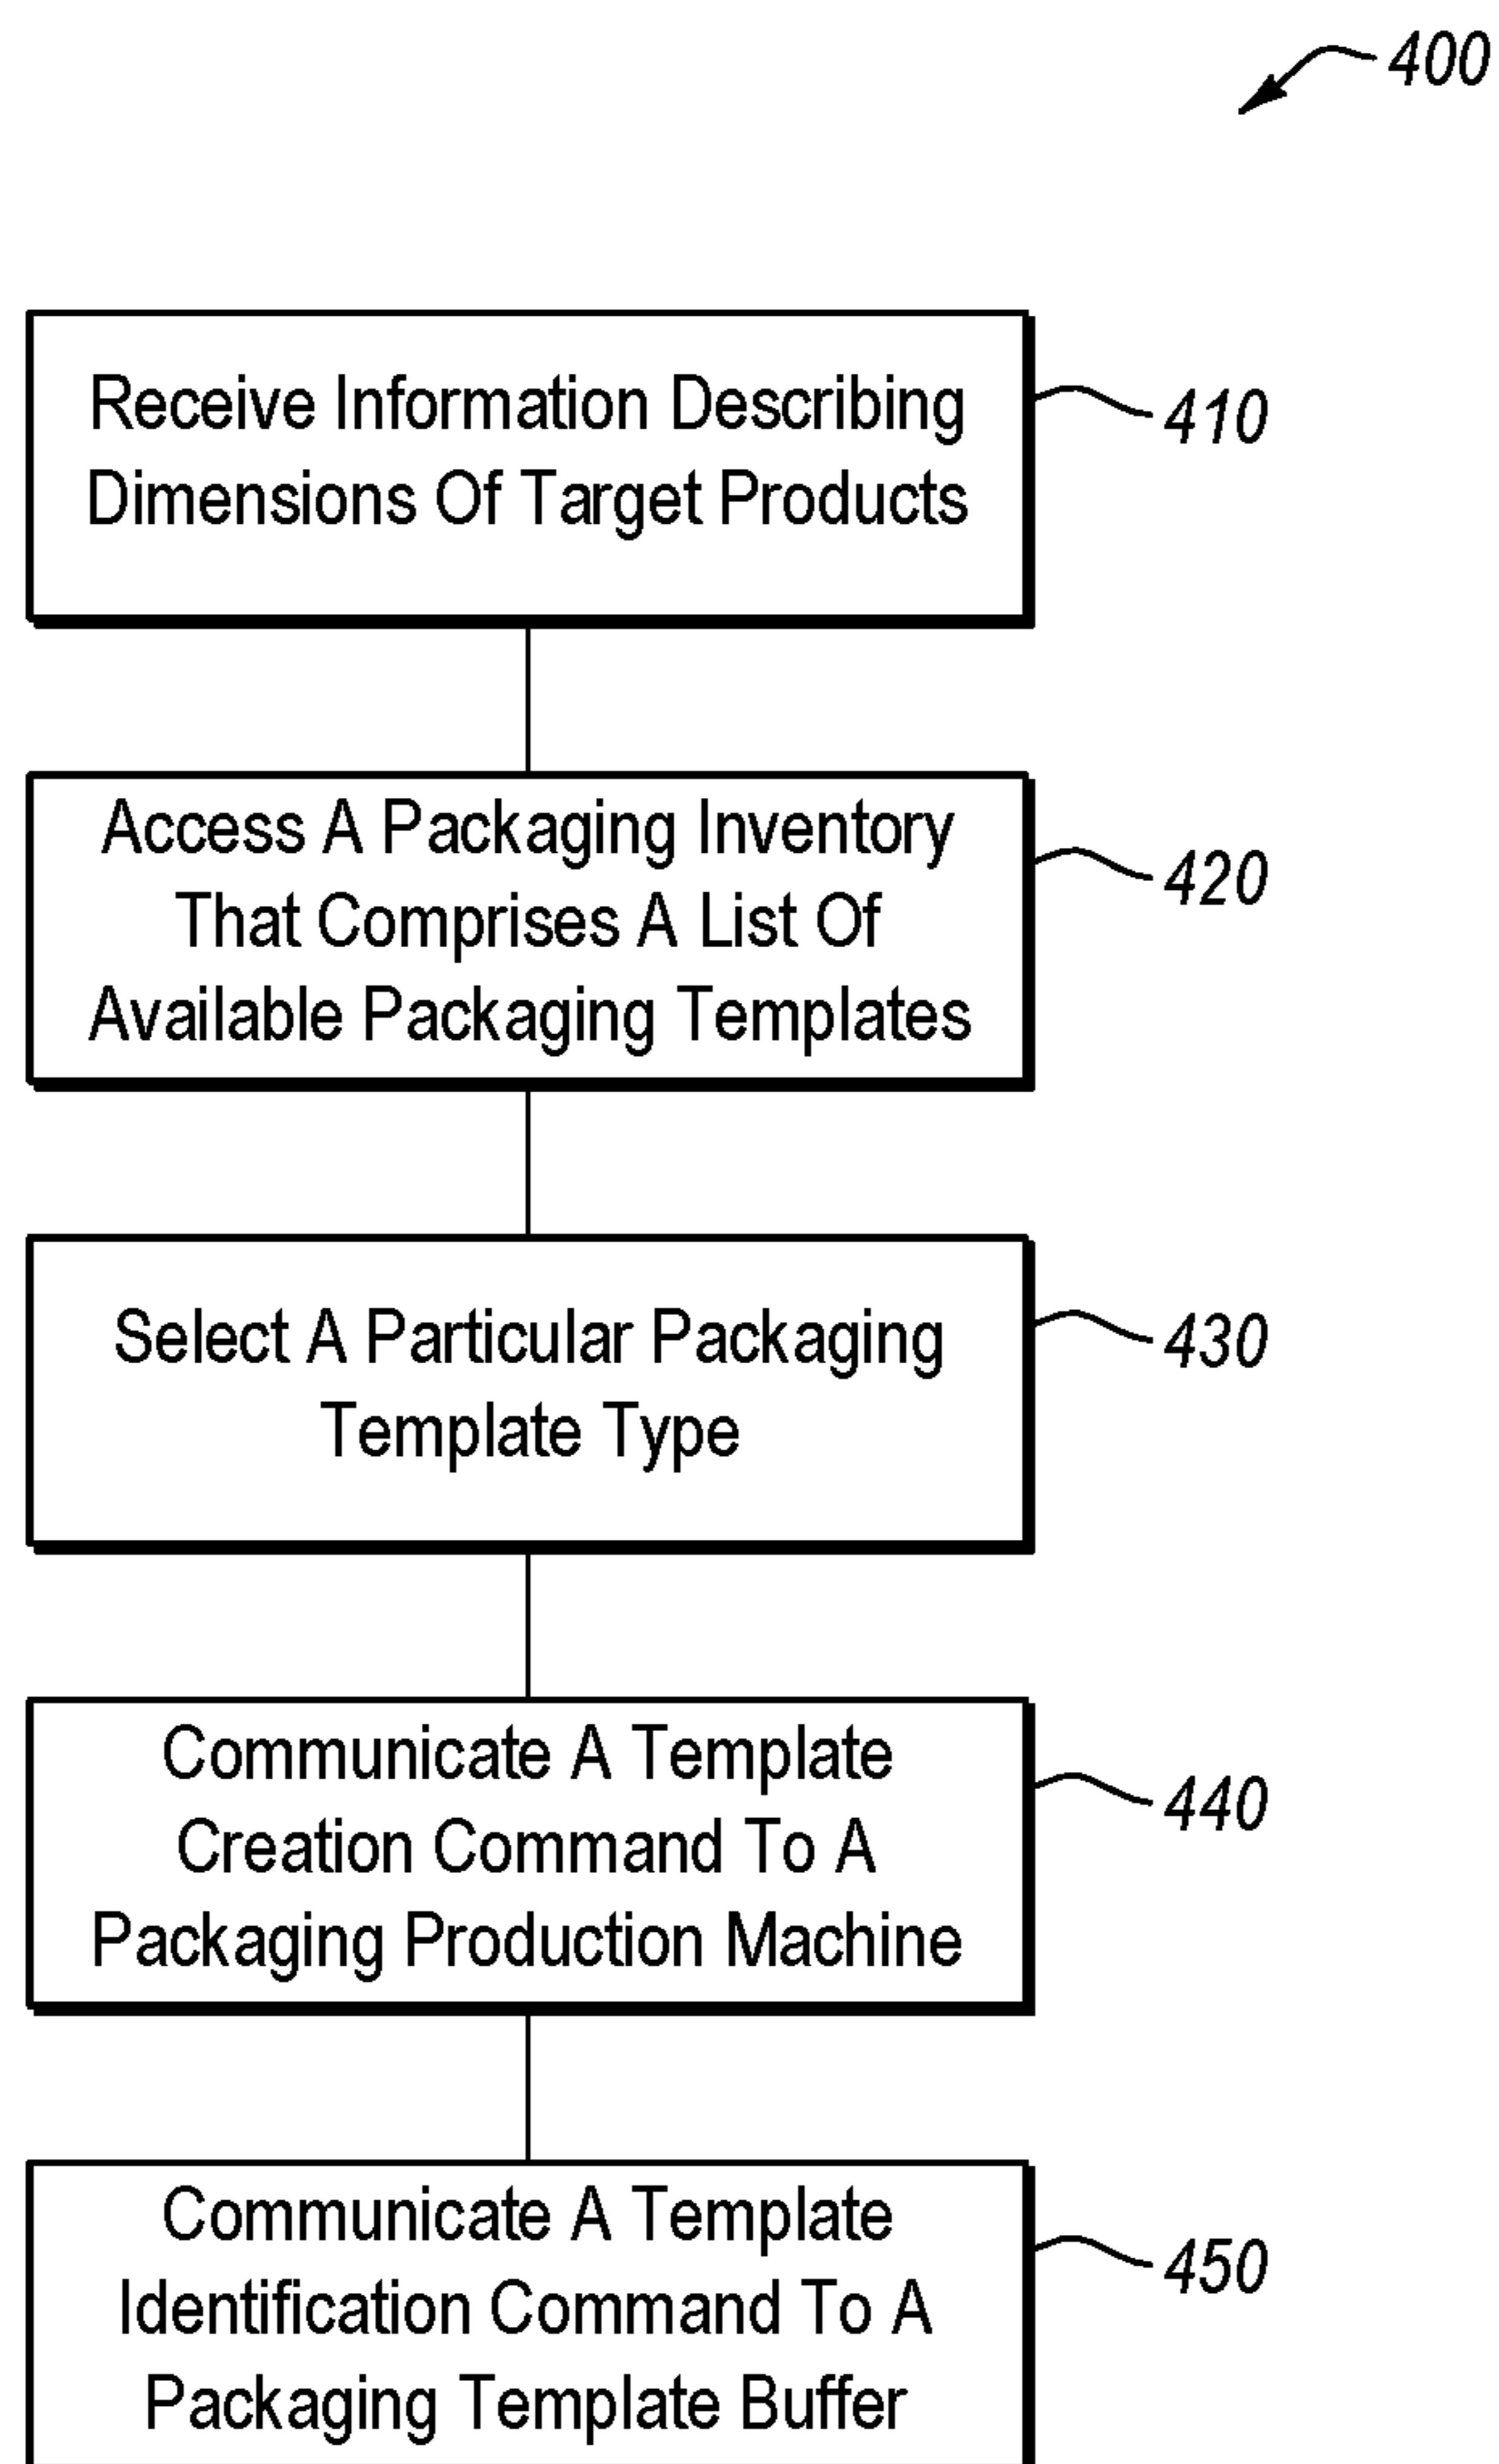 400
Receive Information Describing
Dimensions Of Target Products
410
Access A Packaging Inventory
That Comprises A List Of
Available Packaging Templates
420
Select A Particular Packaging
Template Type
430
Communicate A Template
Creation Command To A
Packaging Production Machine
440
Communicate A Template
Identification Command To A
Packaging Template Buffer
450